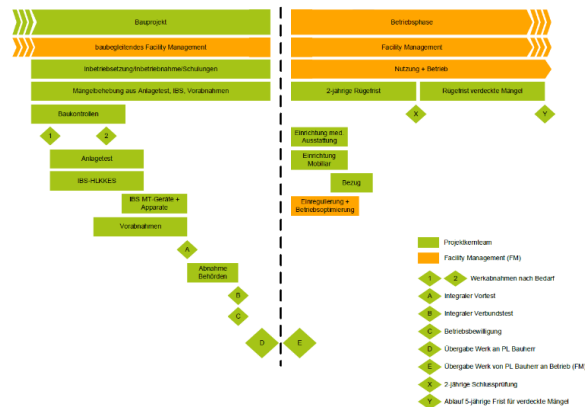 Bauprojekt
Betriebsphase
baubegleitendes Facility Management
Facility Management
Inbetriebsetzung/Inbetriebnahme/Schulungen
Nutzung + Betrieb
Mängelbehebung aus Anlagetest, IBS, Vorabnahmen
2-jährige Rügefrist
Rügefrist verdeckte Mängel
Baukontrollen
X
Y
1
2
Einrichtung med.
Ausstattung
Anlagetest
Einrichtung
Mobiliar
IBS-HLKKES
Bezug
IBS MT-Geräte +
Apparate
Einregulierung +
Betriebsoptimierung
Vorabnahmen
A
Abnahme
Behörden
B
C
D
E
Projektkernteam
Facility Management (FM)
1
2
Werkabnahmen nach Bedarf
A
Integraler Vortest
B
Integraler Verbundstest
C
Betriebsbewilligung
D
Übergabe Werk an PL Bauherr
E
Übergabe Werk von PL Bauherr an Betrieb (FM)
X
2-jährige Schlussprüfung
Y
Ablauf 5-jährige Frist für verdeckte Mängel